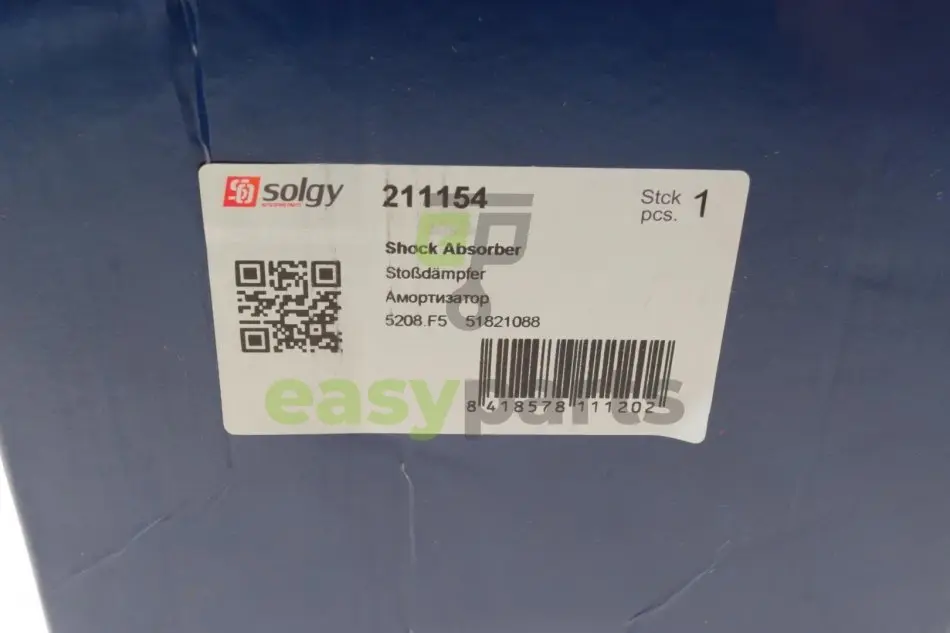 solgy
211154
Stck
pcs. 1
Shock Absorber
Stoßdämpfer
Амортизатор
5208.F5 51821088
easyparts
8 418578 111202